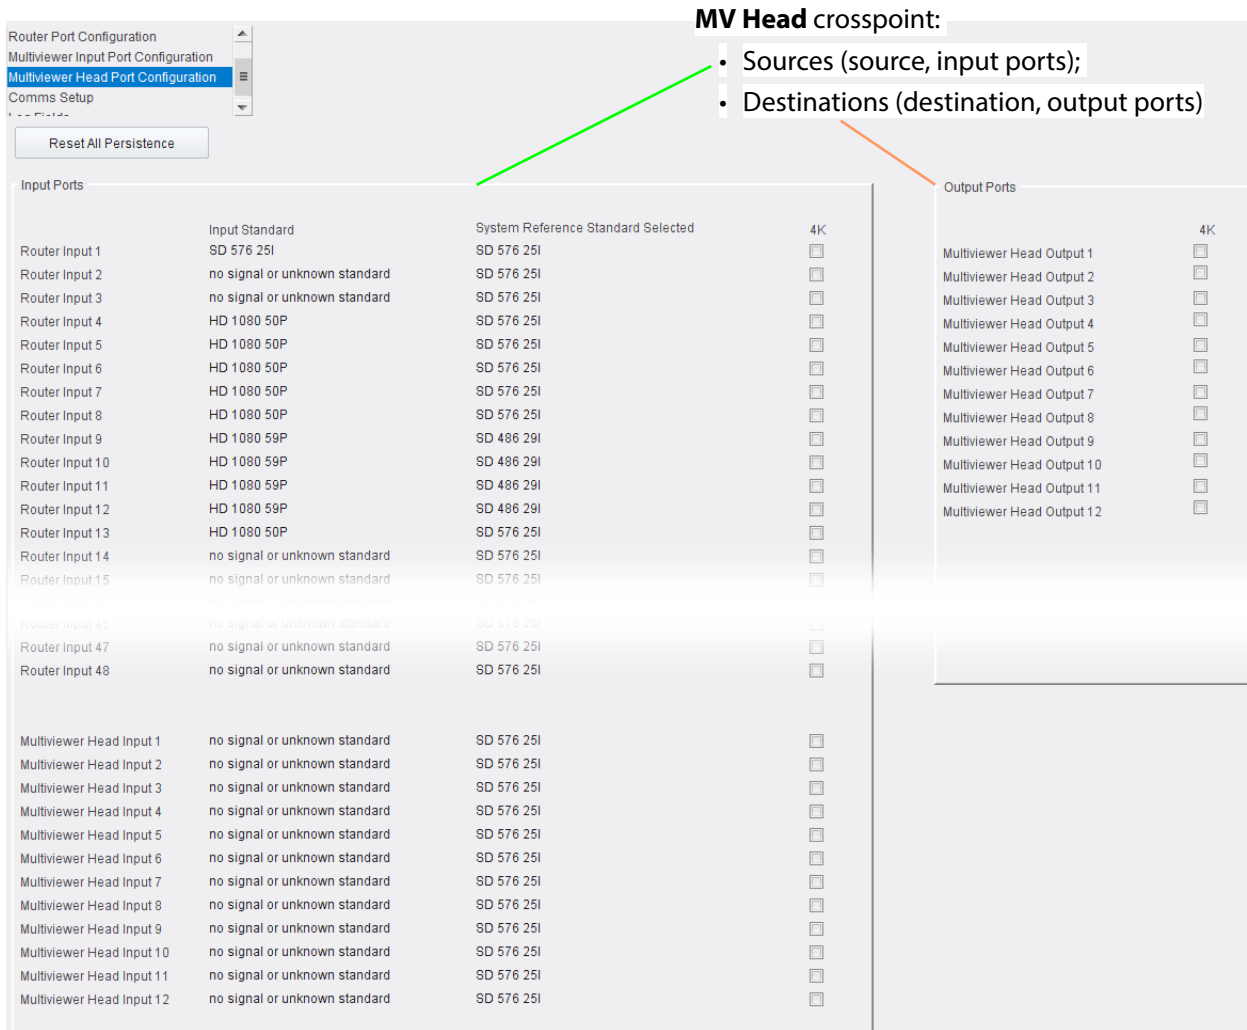 MV Head crosspoint:
• Sources (source, input ports);
• Destinations (destination, output ports)
Router Port Configuration
Multiviewer Input Port Configuration
Multiviewer Head Port Configuration
Comms Setup
Reset All Persistence
Input Ports
Input Standard System Reference Standard Selected 4K
Router Input 1 SD 576 25I SD 576 25I
Router Input 2 no signal or unknown standard SD 576 25I
Router Input 3 no signal or unknown standard SD 576 25I
Router Input 4 HD 1080 50P SD 576 25I
Router Input 5 HD 1080 50P SD 576 25I
Router Input 6 HD 1080 50P SD 576 25I
Router Input 7 HD 1080 50P SD 576 25I
Router Input 8 HD 1080 50P SD 576 25I
Router Input 9 HD 1080 59P SD 486 29I
Router Input 10 HD 1080 59P SD 486 29I
Router Input 11 HD 1080 59P SD 486 29I
Router Input 12 HD 1080 59P SD 486 29I
Router Input 13 HD 1080 50P SD 576 25I
Router Input 14 no signal or unknown standard SD 576 25I
Router Input 15 no signal or unknown standard SD 576 25I
Router Input 46 no signal or unknown standard SD 576 25I
Router Input 47 no signal or unknown standard SD 576 25I
Router Input 48 no signal or unknown standard SD 576 25I
Multiviewer Head Input 1 no signal or unknown standard SD 576 25I
Multiviewer Head Input 2 no signal or unknown standard SD 576 25I
Multiviewer Head Input 3 no signal or unknown standard SD 576 25I
Multiviewer Head Input 4 no signal or unknown standard SD 576 25I
Multiviewer Head Input 5 no signal or unknown standard SD 576 25I
Multiviewer Head Input 6 no signal or unknown standard SD 576 25I
Multiviewer Head Input 7 no signal or unknown standard SD 576 25I
Multiviewer Head Input 8 no signal or unknown standard SD 576 25I
Multiviewer Head Input 9 no signal or unknown standard SD 576 25I
Multiviewer Head Input 10 no signal or unknown standard SD 576 25I
Multiviewer Head Input 11 no signal or unknown standard SD 576 25I
Multiviewer Head Input 12 no signal or unknown standard SD 576 25I
Output Ports
4K
Multiviewer Head Output 1
Multiviewer Head Output 2
Multiviewer Head Output 3
Multiviewer Head Output 4
Multiviewer Head Output 5
Multiviewer Head Output 6
Multiviewer Head Output 7
Multiviewer Head Output 8
Multiviewer Head Output 9
Multiviewer Head Output 10
Multiviewer Head Output 11
Multiviewer Head Output 12